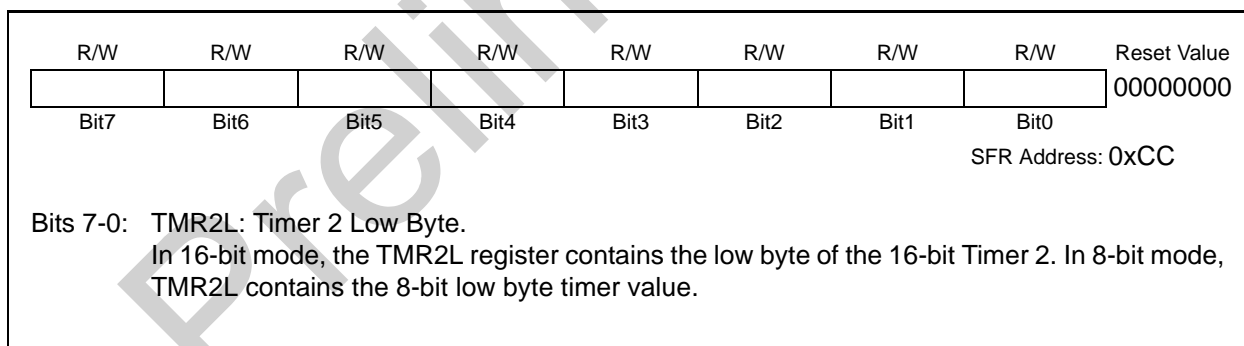 R/W R/W R/W R/W R/W R/W R/W R/W Reset Value
00000000
Bit7 Bit6 Bit5 Bit4 Bit3 Bit2 Bit1 Bit0
SFR Address: 0xCC
Bits 7-0: TMR2L: Timer 2 Low Byte.
In 16-bit mode, the TMR2L register contains the low byte of the 16-bit Timer 2. In 8-bit mode,
TMR2L contains the 8-bit low byte timer value.
Prelin